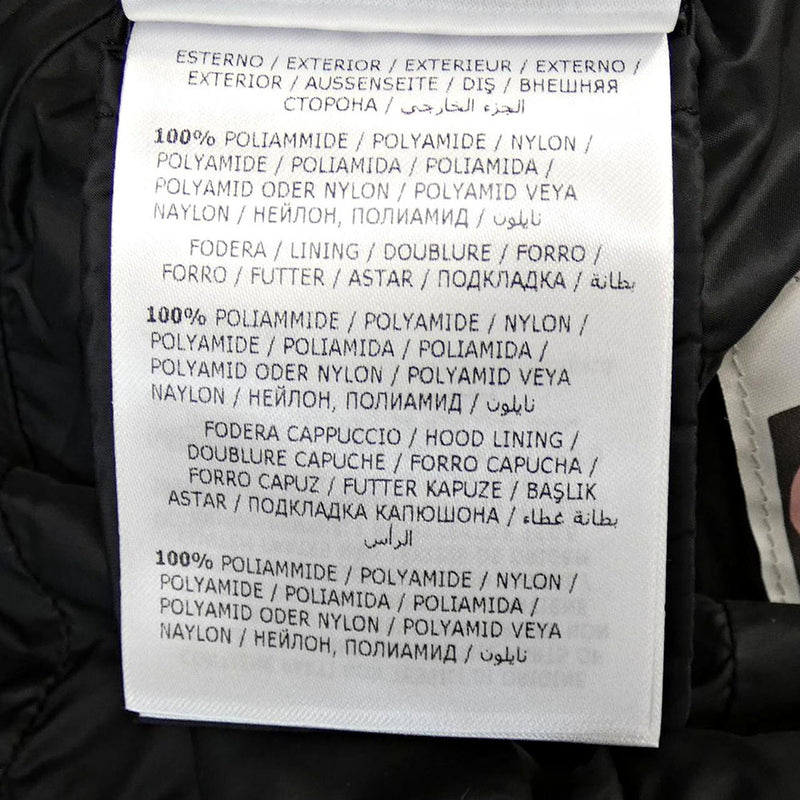 ESTERNO / EXTERIOR / EXTERIEUR / EXTERNO /
EXTERIOR / AUSSENSEITE / DIŞ / ВНЕШНЯЯ
СТОРОНА / الجزء الخارجي
100% POLIAMMIDE / POLYAMIDE / NYLON /
POLYAMIDE / POLIAMIDA / POLIAMIDA /
POLYAMID ODER NYLON / POLYAMID VEYA
NAYLON / НЕЙЛОН, ПОЛИАМИД / نايلون
FODERA / LINING / DOUBLURE / FORRO /
FORRO / FUTTER / ASTAR / ПОДКЛАДКА / بطانة
100% POLIAMMIDE / POLYAMIDE / NYLON /
POLYAMIDE / POLIAMIDA / POLIAMIDA /
POLYAMID ODER NYLON / POLYAMID VEYA
NAYLON / НЕЙЛОН, ПОЛИАМИД / نايلون
FODERA CAPPUCCIO / HOOD LINING /
DOUBLURE CAPUCHE / FORRO CAPUCHA /
FORRO CAPUZ / FUTTER KAPUZE / BAŞLIK
ASTAR / ПОДКЛАДКА КАПЮШОНА / بطانة غطاء
الرأس
100% POLIAMMIDE / POLYAMIDE / NYLON /
POLYAMIDE / POLIAMIDA / POLIAMIDA /
POLYAMID ODER NYLON / POLYAMID VEYA
NAYLON / НЕЙЛОН, ПОЛИАМИД / نايلون